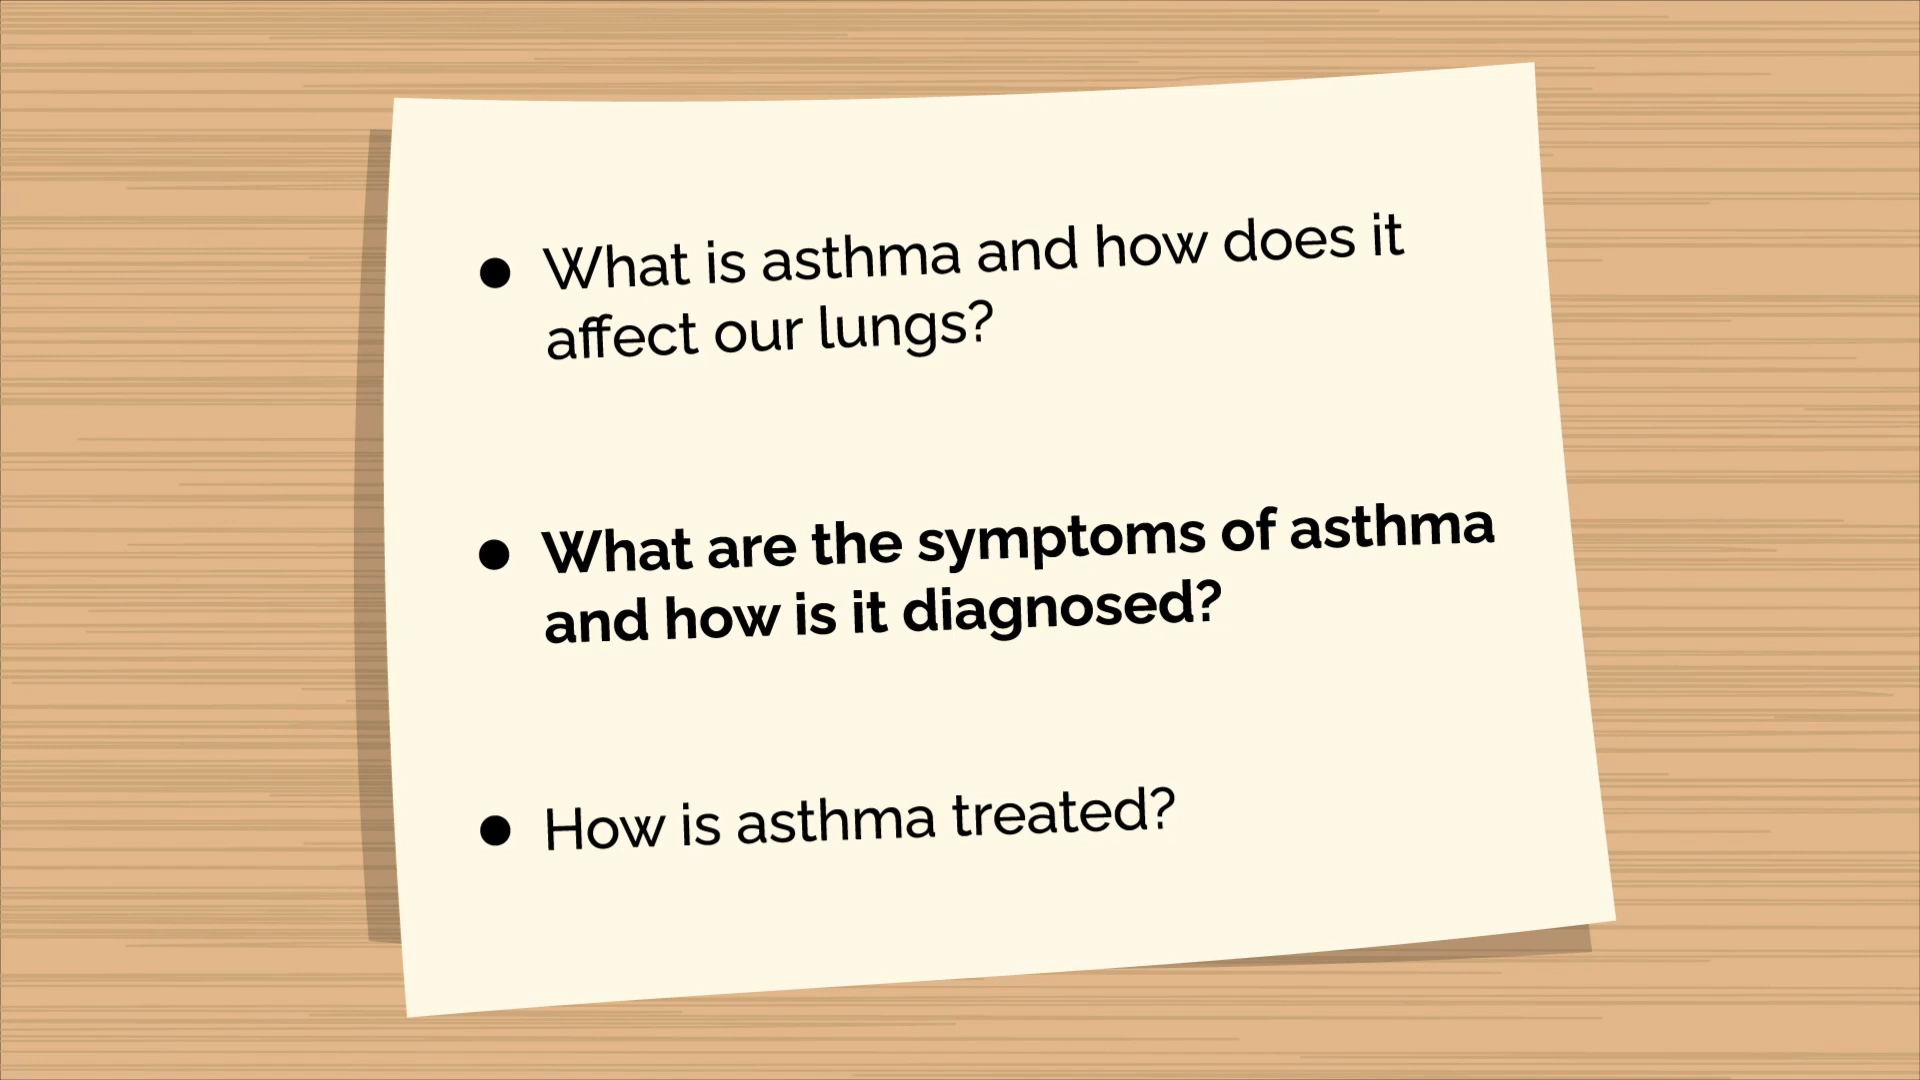 ● What is asthma and how does it
affect our lungs?
● What are the symptoms of asthma
and how is it diagnosed?
● How is asthma treated?